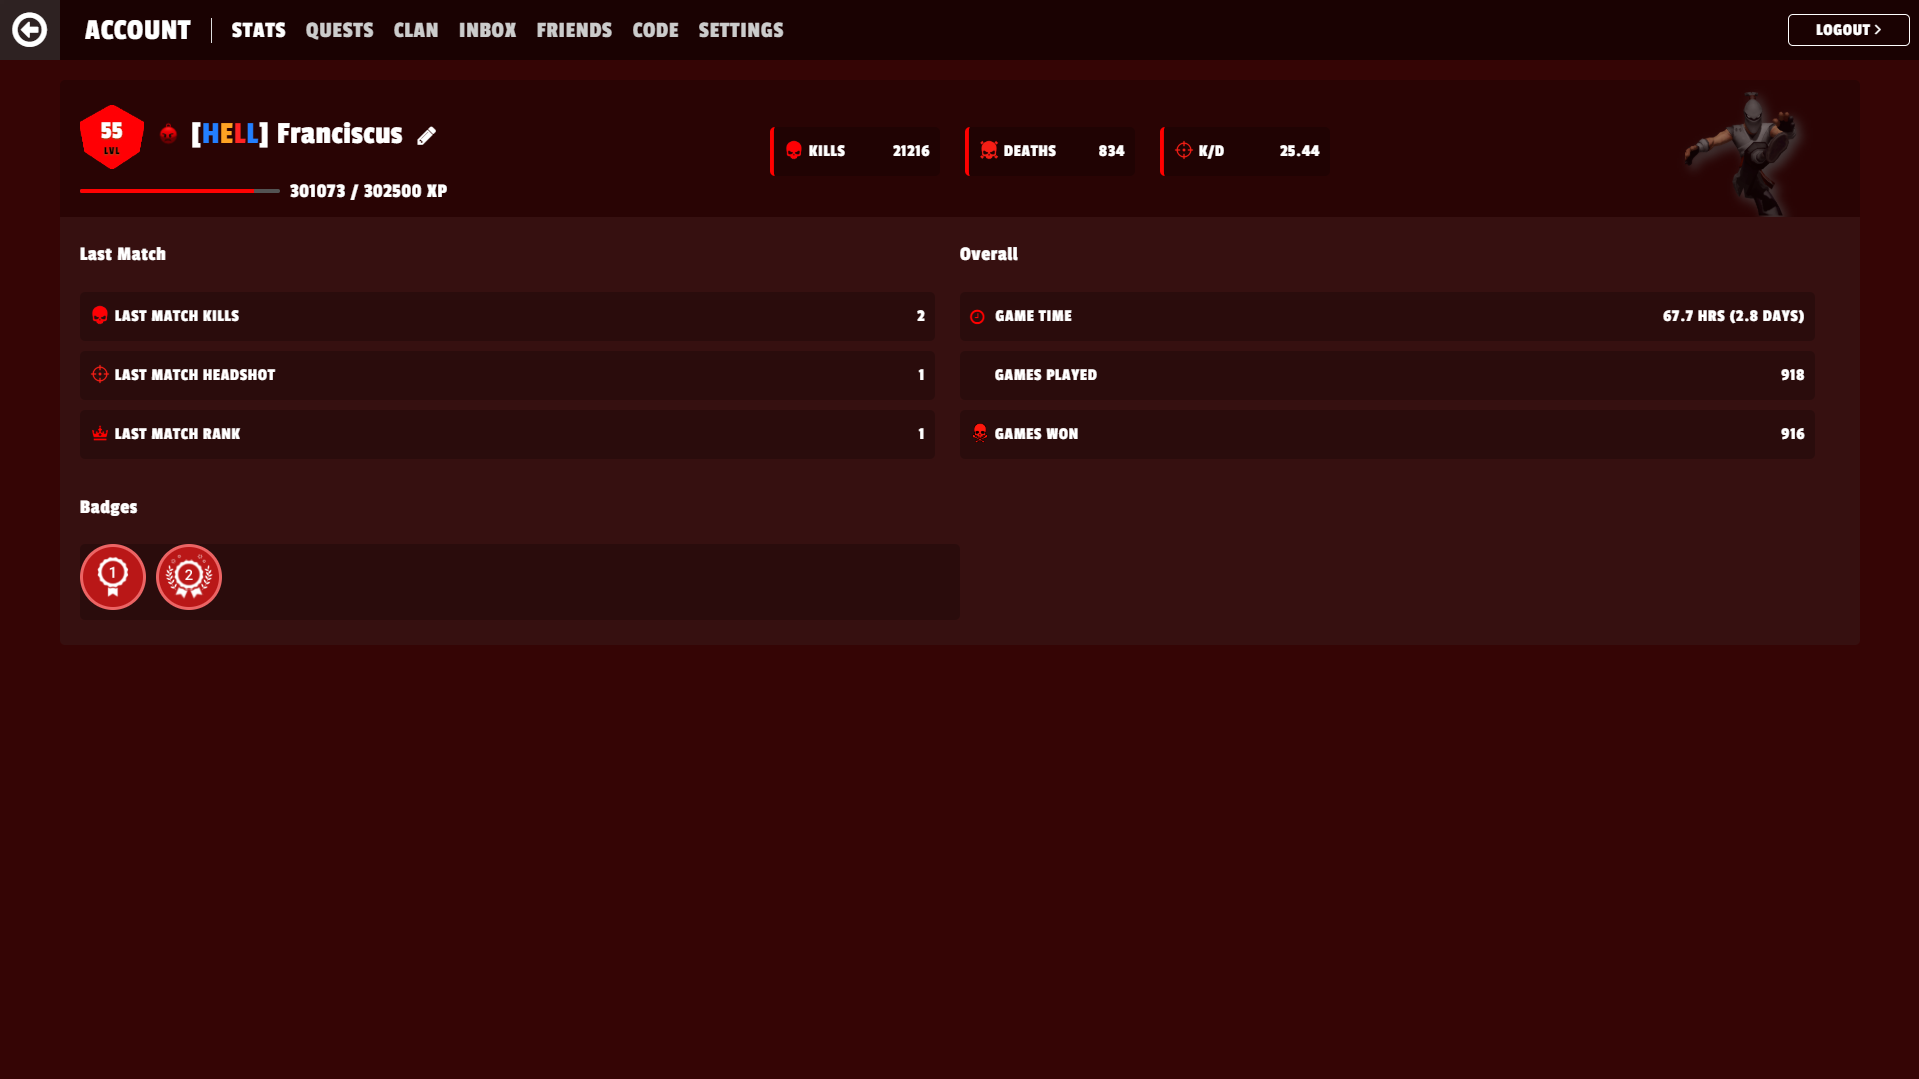 ACCOUNT STATS QUESTS CLAN INBOX FRIENDS CODE SETTINGS LOGOUT >
55
LVL
[HELL] Franciscus
301073 / 302500 XP
KILLS 21216
DEATHS 834
K/D 25.44
Last Match
LAST MATCH KILLS 2
LAST MATCH HEADSHOT 1
LAST MATCH RANK 1
Overall
GAME TIME 67.7 HRS (2.8 DAYS)
GAMES PLAYED 918
GAMES WON 916
Badges
1 2